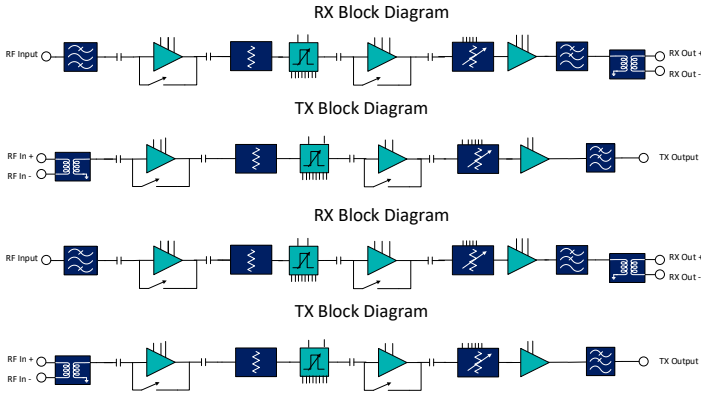 RX Block Diagram
RF Input
RX Out +
RX Out -
TX Block Diagram
RF In +
RF In -
TX Output
RX Block Diagram
RF Input
RX Out +
RX Out -
TX Block Diagram
RF In +
RF In -
TX Output